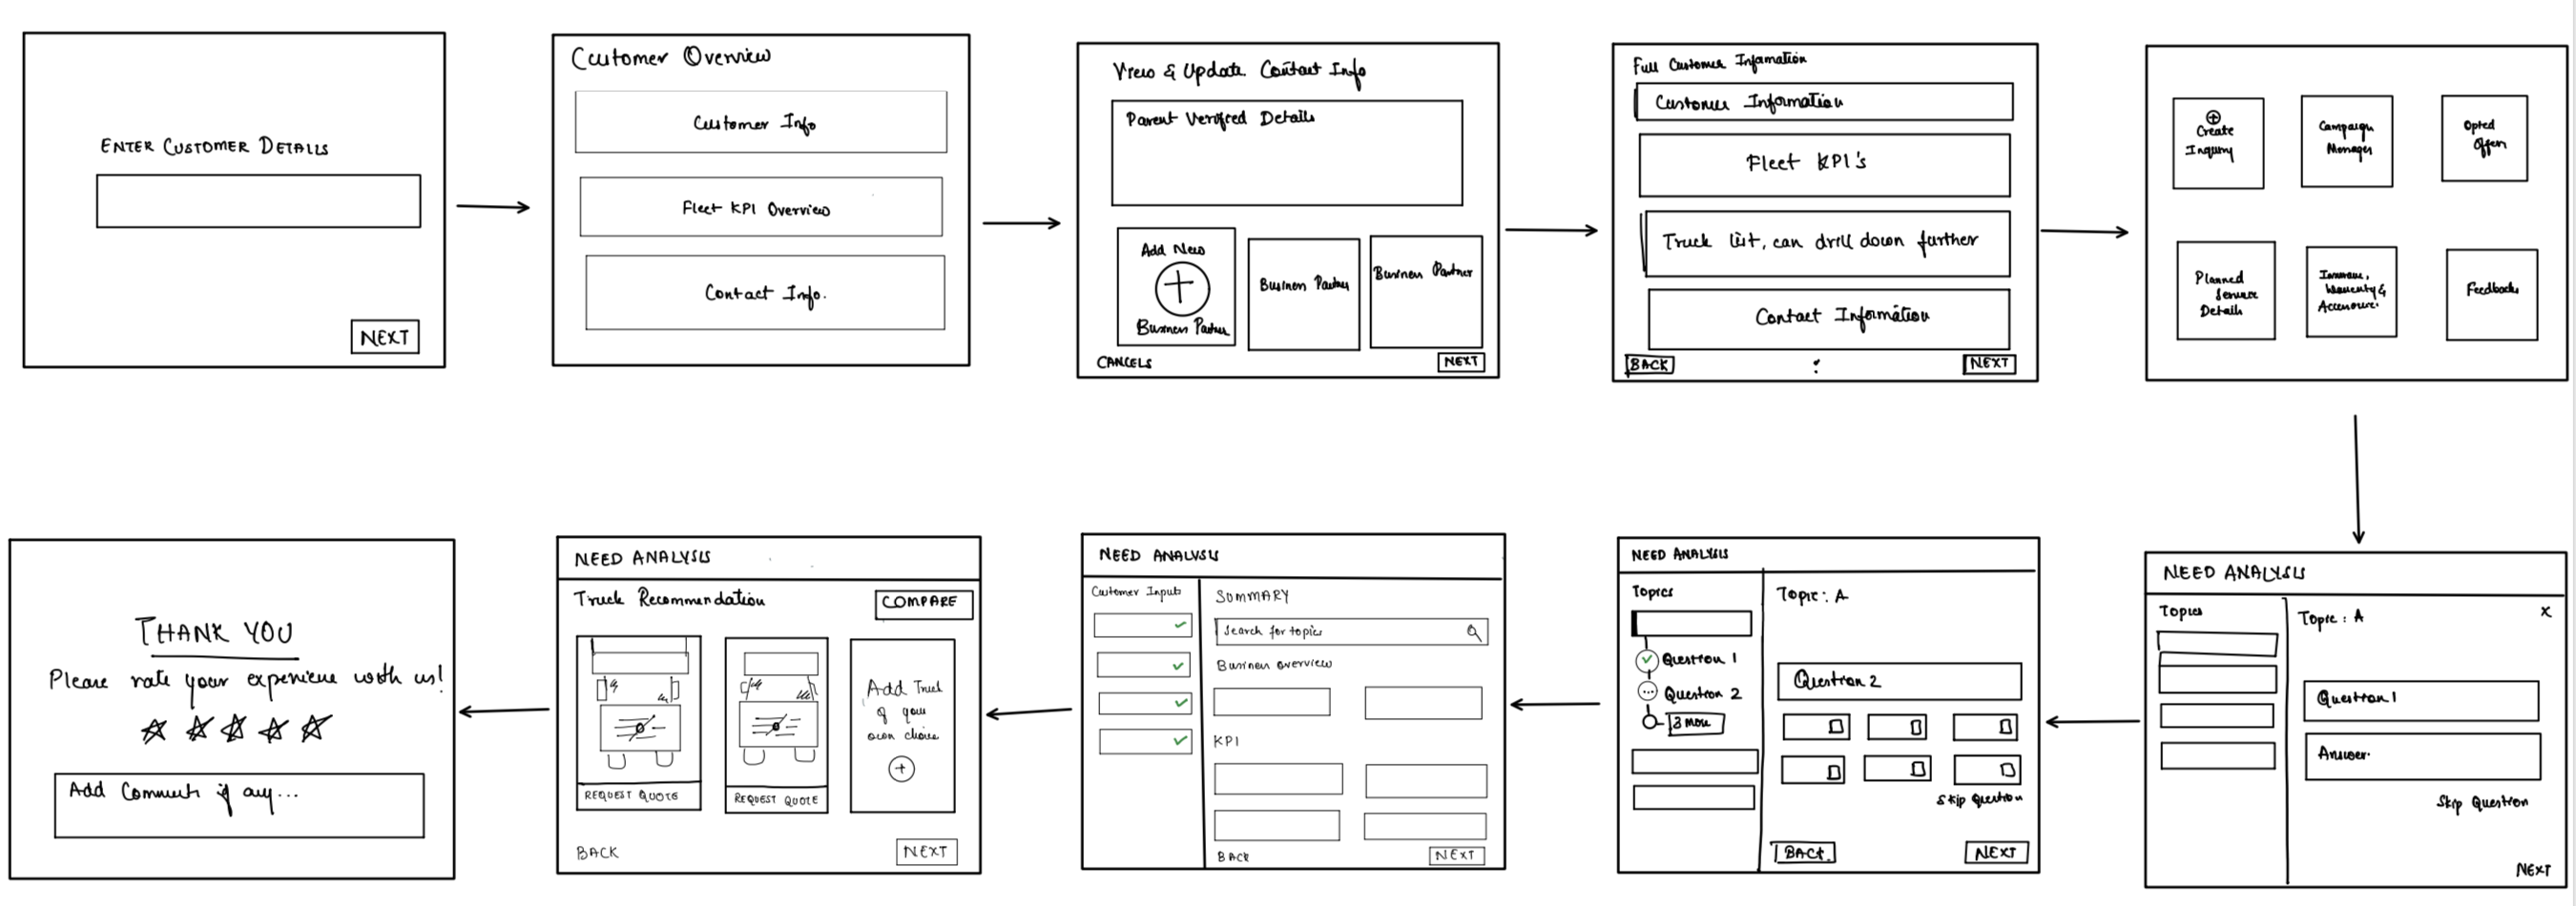 ENTER CUSTOMER DETAILS
NEXT
Customer Overview
Customer Info
Fleet KPI Overview
Contact Info.
View & Update Contact Info
Parent Verified Details
Add New
Business Partner
Business Partner
Business Partner
CANCELS
NEXT
Full Customer Information
Customer Information
Fleet KPI's
Truck list, can drill down further
Contact Information
BACK
NEXT
Create
Inquiry
Campaign
Manager
Opted
Offers
Planned
Service
Details
Warranty &
Feedback
NEED ANALYSIS
Topics
Topic : A
x
Question 1
Answer
Skip Question
NEXT
NEED ANALYSIS
Topics
Question 1
Question 2
3 more
Topic : A
Question 2
Skip Question
BACK
NEXT
NEED ANALYSIS
Customer Inputs
SUMMARY
Search for topics
Business overview
KPI
BACK
NEXT
NEED ANALYSIS
Truck Recommendation
COMPARE
REQUEST QUOTE
REQUEST QUOTE
Add Truck
of your
own choice
BACK
NEXT
THANK YOU
Please rate your experience with us!
Add Comments if any...